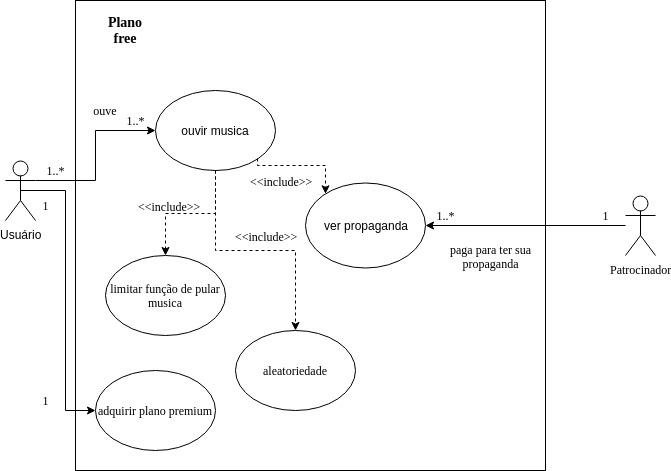 Plano
free
ouve
1..*
ouvir musica
1..*
<<include>>
1
<<include>>
1..*
1
Usuário
ver propaganda
<<include>>
paga para ter sua
propaganda
Patrocinador
limitar função de pular
musica
aleatoriedade
1
adquirir plano premium